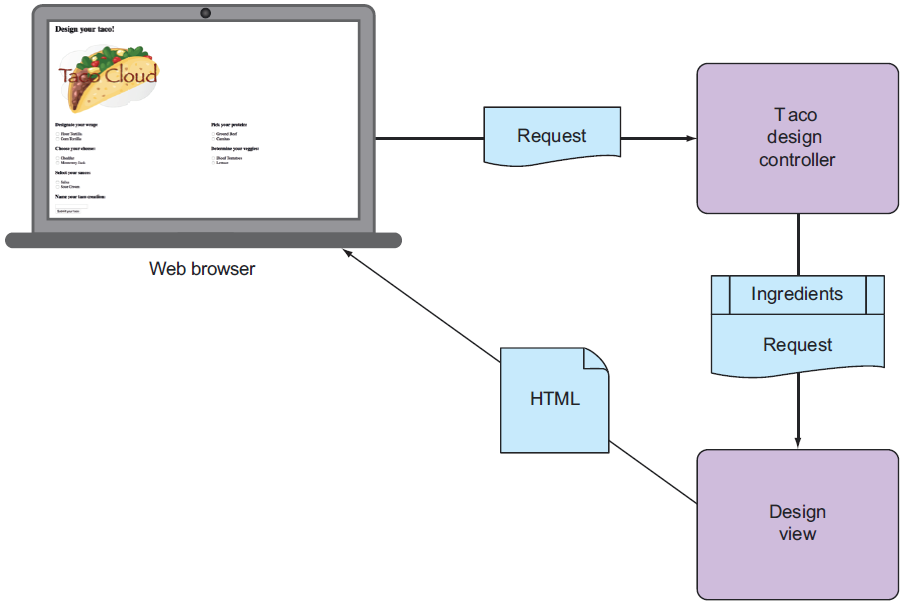 Design your taco!
Taco Cloud
Designate your wrap:
Pick your protein:
Flour Tortilla
Ground Beef
Corn Tortilla
Carnitas
Choose your cheese:
Determine your veggies:
Cheddar
Diced Tomatoes
Monterrey Jack
Lettuce
Select your sauce:
Salsa
Sour Cream
Name your taco creation:
Submit your taco
Web browser
Request
Taco
design
controller
Ingredients
Request
HTML
Design
view